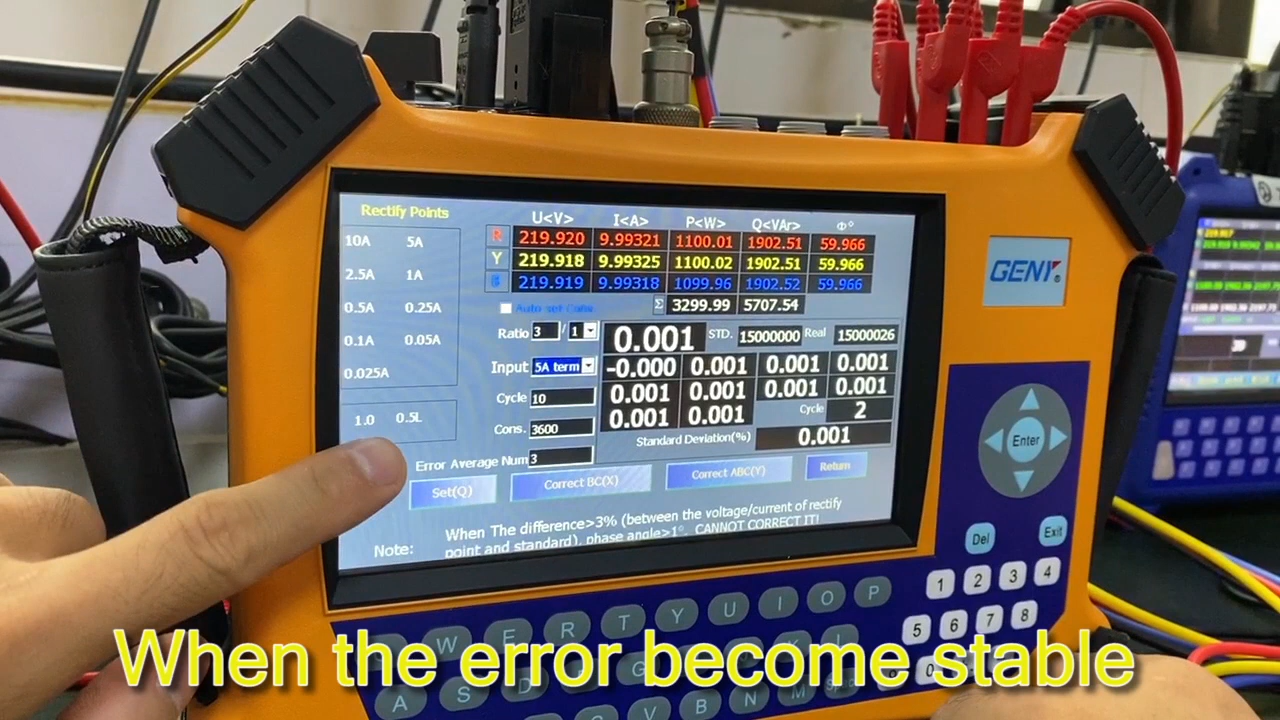 Rectify Points
U<V> I<A> P<W> Q<VAr> Φ°
10A 5A
R 219.920 9.99321 1100.01 1902.51 59.966
Y 219.918 9.99325 1100.02 1902.51 59.966
2.5A 1A
B 219.919 9.99318 1099.96 1902.52 59.966
0.5A 0.25A
Auto set Cons.
Σ 3299.99 5707.54
Ratio 3 / 1
0.001 STD. 15000000 Real 15000026
0.1A 0.05A
Input 5A term
-0.000 0.001 0.001 0.001
0.025A
Cycle 10
0.001 0.001 0.001 0.001
1.0 0.5L
Cons. 3600
0.001 0.001 Cycle 2
Standard Deviation(%) 0.001
Error Average Num 3
Set(Q) Correct BC(X) Correct ABC(Y) Return
Note: When The difference>3% (between the voltage/current of rectify
point and standard), phase angle>1°. CANNOT CORRECT IT!
GENY®
Enter
Del Exit
1 2 3 4
5 6 7 8
W E R T Y U I O P
A S D G
V B N M
When the error become stable